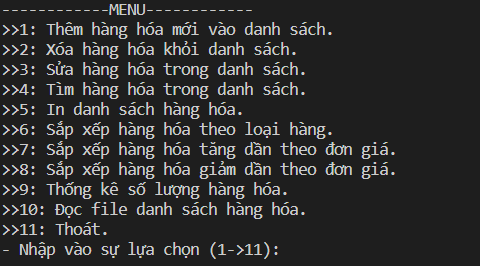 ------------MENU------------
>>1: Thêm hàng hóa mới vào danh sách.
>>2: Xóa hàng hóa khỏi danh sách.
>>3: Sửa hàng hóa trong danh sách.
>>4: Tìm hàng hóa trong danh sách.
>>5: In danh sách hàng hóa.
>>6: Sắp xếp hàng hóa theo loại hàng.
>>7: Sắp xếp hàng hóa tăng dần theo đơn giá.
>>8: Sắp xếp hàng hóa giảm dần theo đơn giá.
>>9: Thống kê số lượng hàng hóa.
>>10: Đọc file danh sách hàng hóa.
>>11: Thoát.
- Nhập vào sự lựa chọn (1->11):